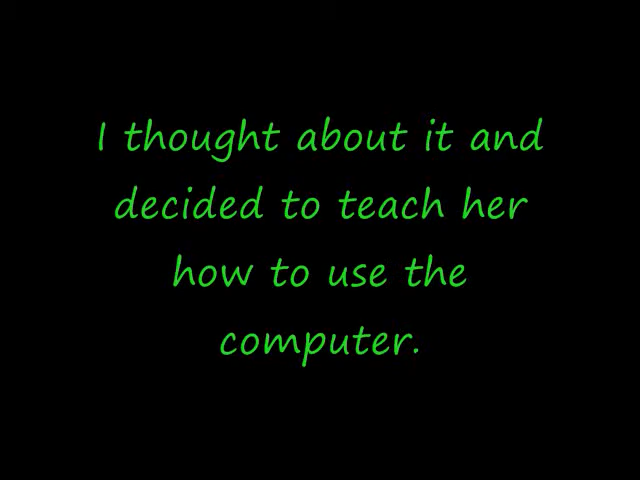 I thought about it and
decided to teach her
how to use the
computer.